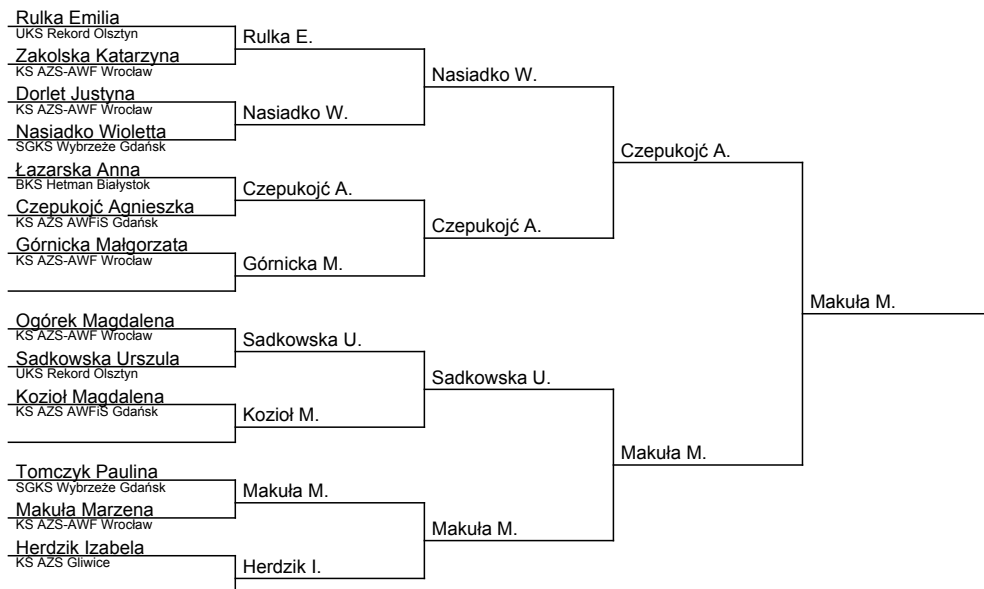 Rulka Emilia
UKS Rekord Olsztyn
Rulka E.
Zakolska Katarzyna
KS AZS-AWF Wrocław
Nasiadko W.
Dorlet Justyna
KS AZS-AWF Wrocław
Nasiadko W.
Nasiadko Wioletta
SGKS Wybrzeże Gdańsk
Czepukojć A.
Łazarska Anna
BKS Hetman Białystok
Czepukojć A.
Czepukojć Agnieszka
KS AZS AWFiS Gdańsk
Czepukojć A.
Górnicka Małgorzata
KS AZS-AWF Wrocław
Górnicka M.
Makuła M.
Ogórek Magdalena
KS AZS-AWF Wrocław
Sadkowska U.
Sadkowska Urszula
UKS Rekord Olsztyn
Sadkowska U.
Kozioł Magdalena
KS AZS AWFiS Gdańsk
Kozioł M.
Makuła M.
Tomczyk Paulina
SGKS Wybrzeże Gdańsk
Makuła M.
Makuła Marzena
KS AZS-AWF Wrocław
Makuła M.
Herdzik Izabela
KS AZS Gliwice
Herdzik I.